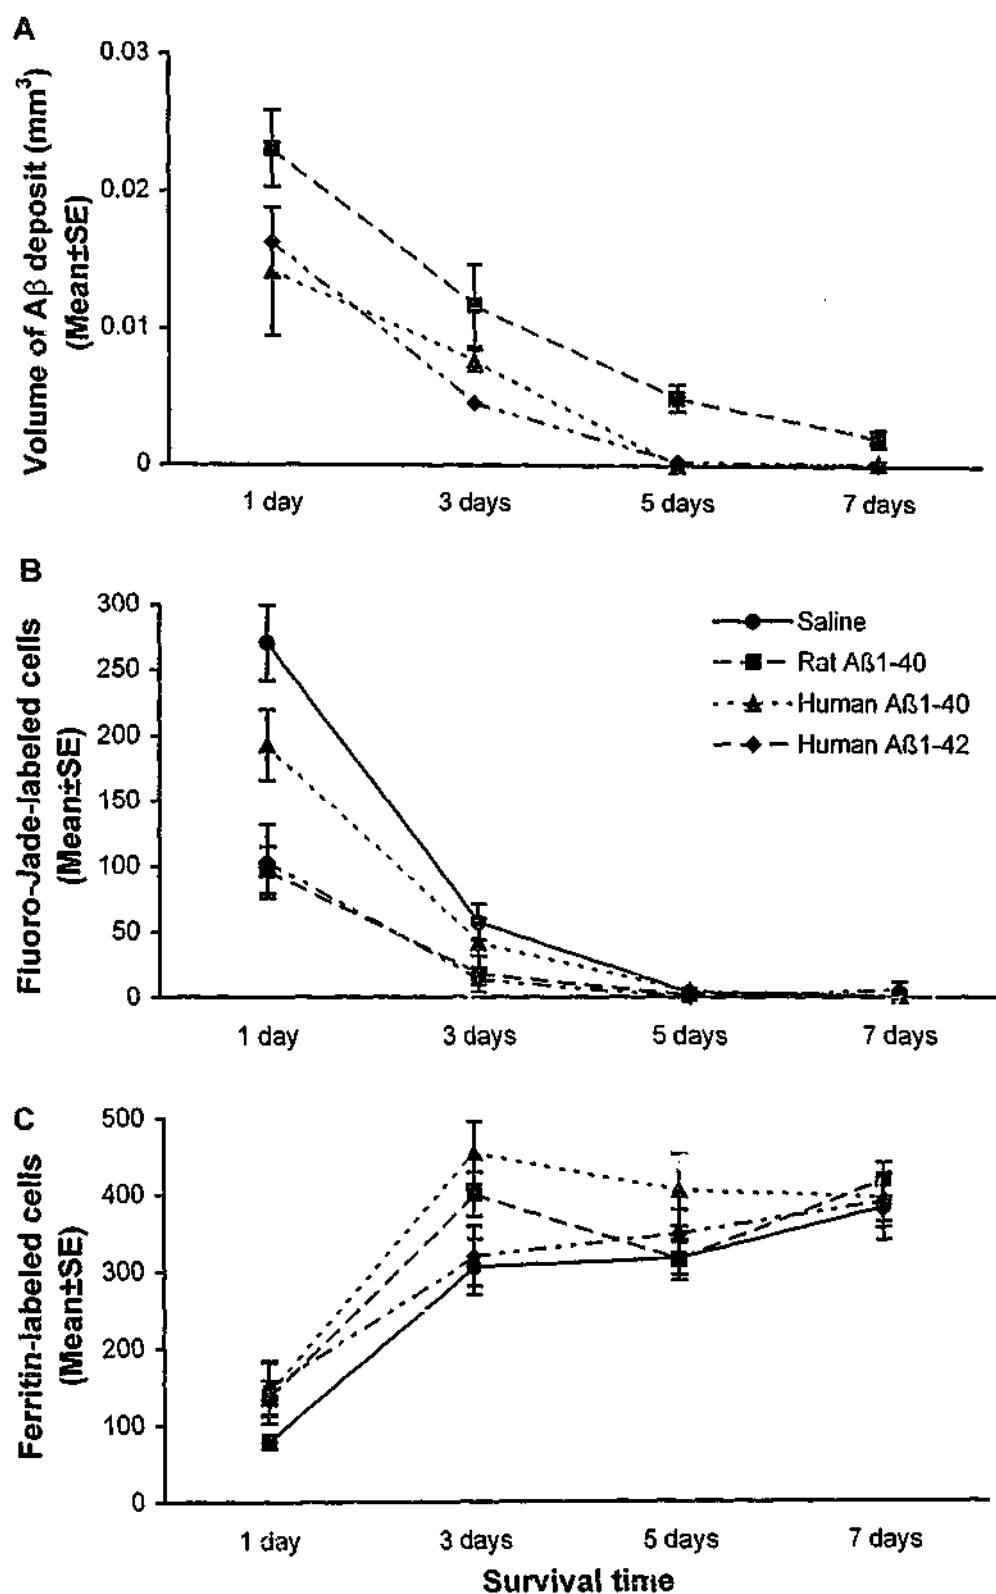 A
Volume of Aβ deposit (mm³)
(Mean±SE)
0.03
0.02
0.01
0
1 day 3 days 5 days 7 days
B
Fluoro-Jade-labeled cells
(Mean±SE)
300
250
200
150
100
50
0
Saline
Rat Aß1-40
Human Aß1-40
Human Aß1-42
1 day 3 days 5 days 7 days
C
Ferritin-labeled cells
(Mean±SE)
500
400
300
200
100
0
1 day 3 days 5 days 7 days
Survival time